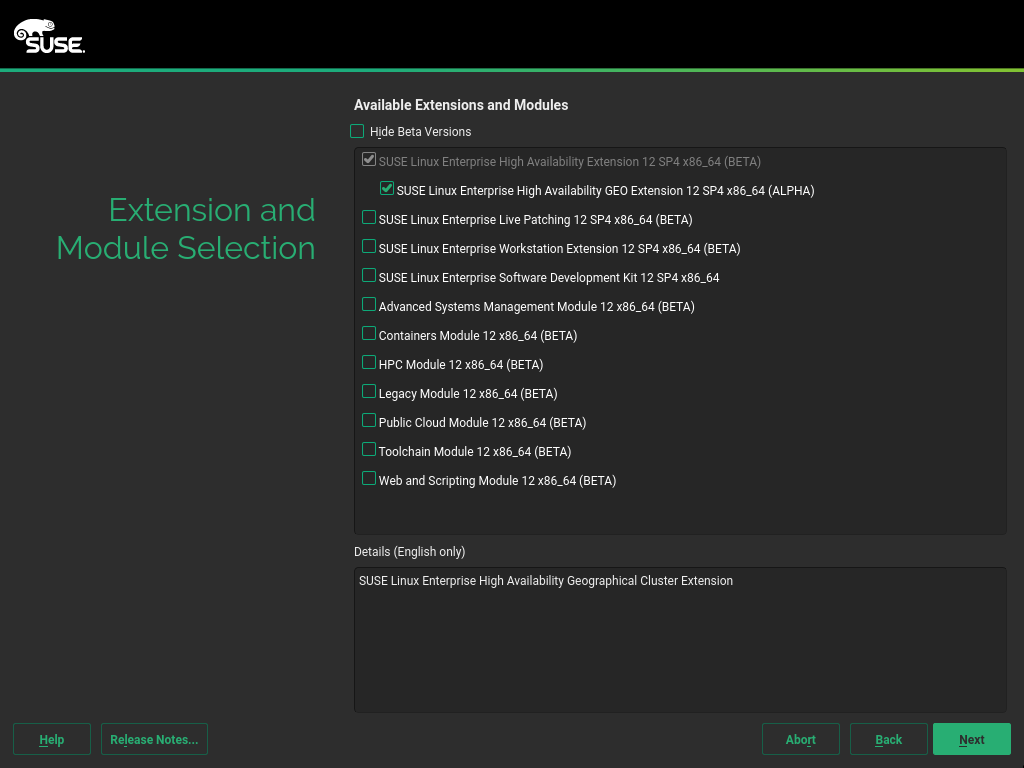 SUSE
Available Extensions and Modules
Hide Beta Versions
SUSE Linux Enterprise High Availability Extension 12 SP4 x86_64 (BETA)
SUSE Linux Enterprise High Availability GEO Extension 12 SP4 x86_64 (ALPHA)
Extension and
Module Selection
SUSE Linux Enterprise Live Patching 12 SP4 x86_64 (BETA)
SUSE Linux Enterprise Workstation Extension 12 SP4 x86_64 (BETA)
SUSE Linux Enterprise Software Development Kit 12 SP4 x86_64
Advanced Systems Management Module 12 x86_64 (BETA)
Containers Module 12 x86_64 (BETA)
HPC Module 12 x86_64 (BETA)
Legacy Module 12 x86_64 (BETA)
Public Cloud Module 12 x86_64 (BETA)
Toolchain Module 12 x86_64 (BETA)
Web and Scripting Module 12 x86_64 (BETA)
Details (English only)
SUSE Linux Enterprise High Availability Geographical Cluster Extension
Help
Release Notes...
Abort
Back
Next